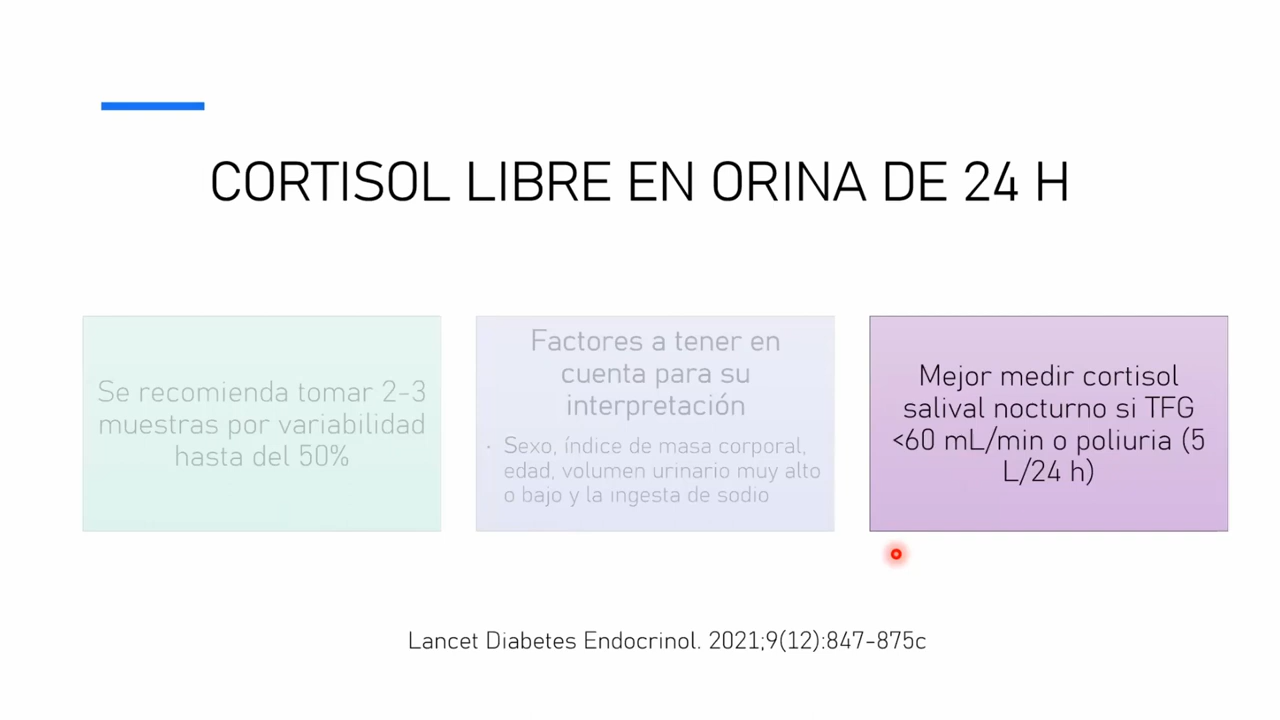 CORTISOL LIBRE EN ORINA DE 24 H
Se recomienda tomar 2-3
muestras por variabilidad
hasta del 50%
Factores a tener en
cuenta para su
interpretación
· Sexo, índice de masa corporal,
edad, volumen urinario muy alto
o bajo y la ingesta de sodio
Mejor medir cortisol
salival nocturno si TFG
<60 mL/min o poliuria (5
L/24 h)
Lancet Diabetes Endocrinol. 2021;9(12):847-875c